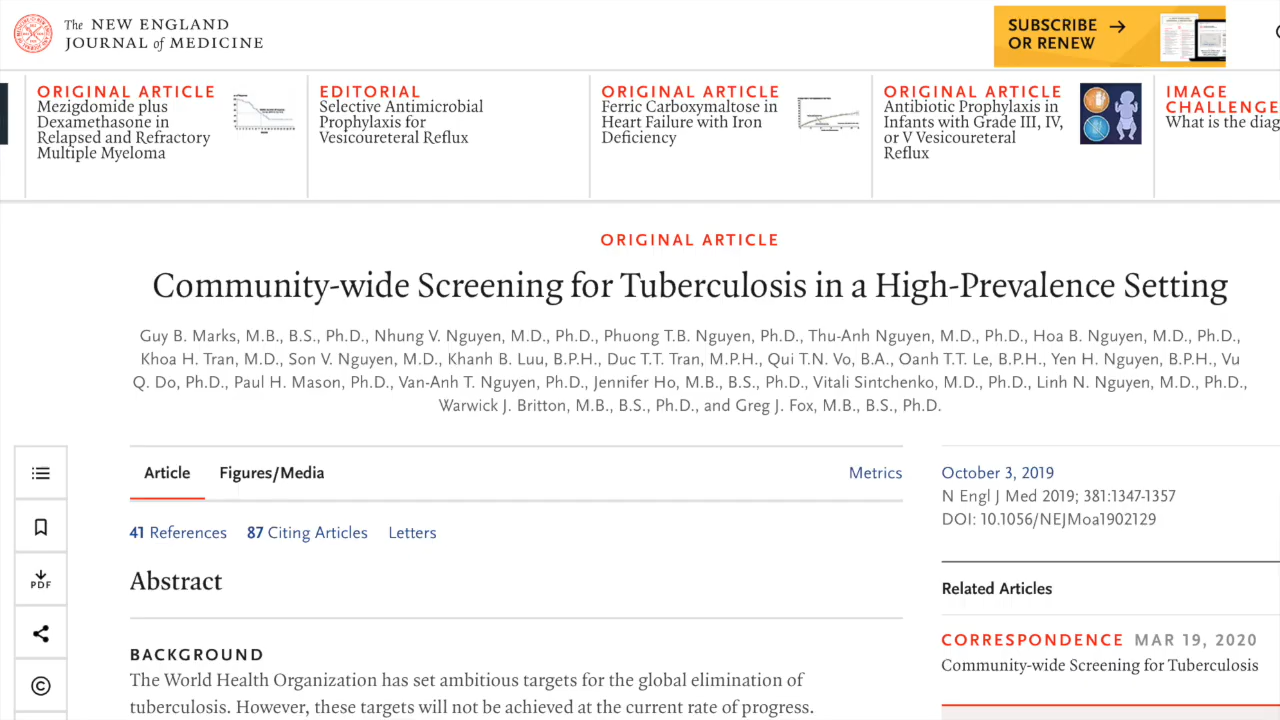 The NEW ENGLAND
JOURNAL of MEDICINE
SUBSCRIBE →
OR RENEW
ORIGINAL ARTICLE
Mezigdomide plus
Dexamethasone in
Relapsed and Refractory
Multiple Myeloma
EDITORIAL
Selective Antimicrobial
Prophylaxis for
Vesicoureteral Reflux
ORIGINAL ARTICLE
Ferric Carboxymaltose in
Heart Failure with Iron
Deficiency
ORIGINAL ARTICLE
Antibiotic Prophylaxis in
Infants with Grade III, IV,
or V Vesicoureteral
Reflux
IMAGE
CHALLENGE
What is the diag
ORIGINAL ARTICLE
Community-wide Screening for Tuberculosis in a High-Prevalence Setting
Guy B. Marks, M.B., B.S., Ph.D., Nhung V. Nguyen, M.D., Ph.D., Phuong T.B. Nguyen, Ph.D., Thu-Anh Nguyen, M.D., Ph.D., Hoa B. Nguyen, M.D., Ph.D.,
Khoa H. Tran, M.D., Son V. Nguyen, M.D., Khanh B. Luu, B.P.H., Duc T.T. Tran, M.P.H., Qui T.N. Vo, B.A., Oanh T.T. Le, B.P.H., Yen H. Nguyen, B.P.H., Vu
Q. Do, Ph.D., Paul H. Mason, Ph.D., Van-Anh T. Nguyen, Ph.D., Jennifer Ho, M.B., B.S., Ph.D., Vitali Sintchenko, M.D., Ph.D., Linh N. Nguyen, M.D., Ph.D.,
Warwick J. Britton, M.B., B.S., Ph.D., and Greg J. Fox, M.B., B.S., Ph.D.
Article Figures/Media Metrics
41 References 87 Citing Articles Letters
PDF
Abstract
BACKGROUND
The World Health Organization has set ambitious targets for the global elimination of
tuberculosis. However, these targets will not be achieved at the current rate of progress.
October 3, 2019
N Engl J Med 2019; 381:1347-1357
DOI: 10.1056/NEJMoa1902129
Related Articles
CORRESPONDENCE MAR 19, 2020
Community-wide Screening for Tuberculosis